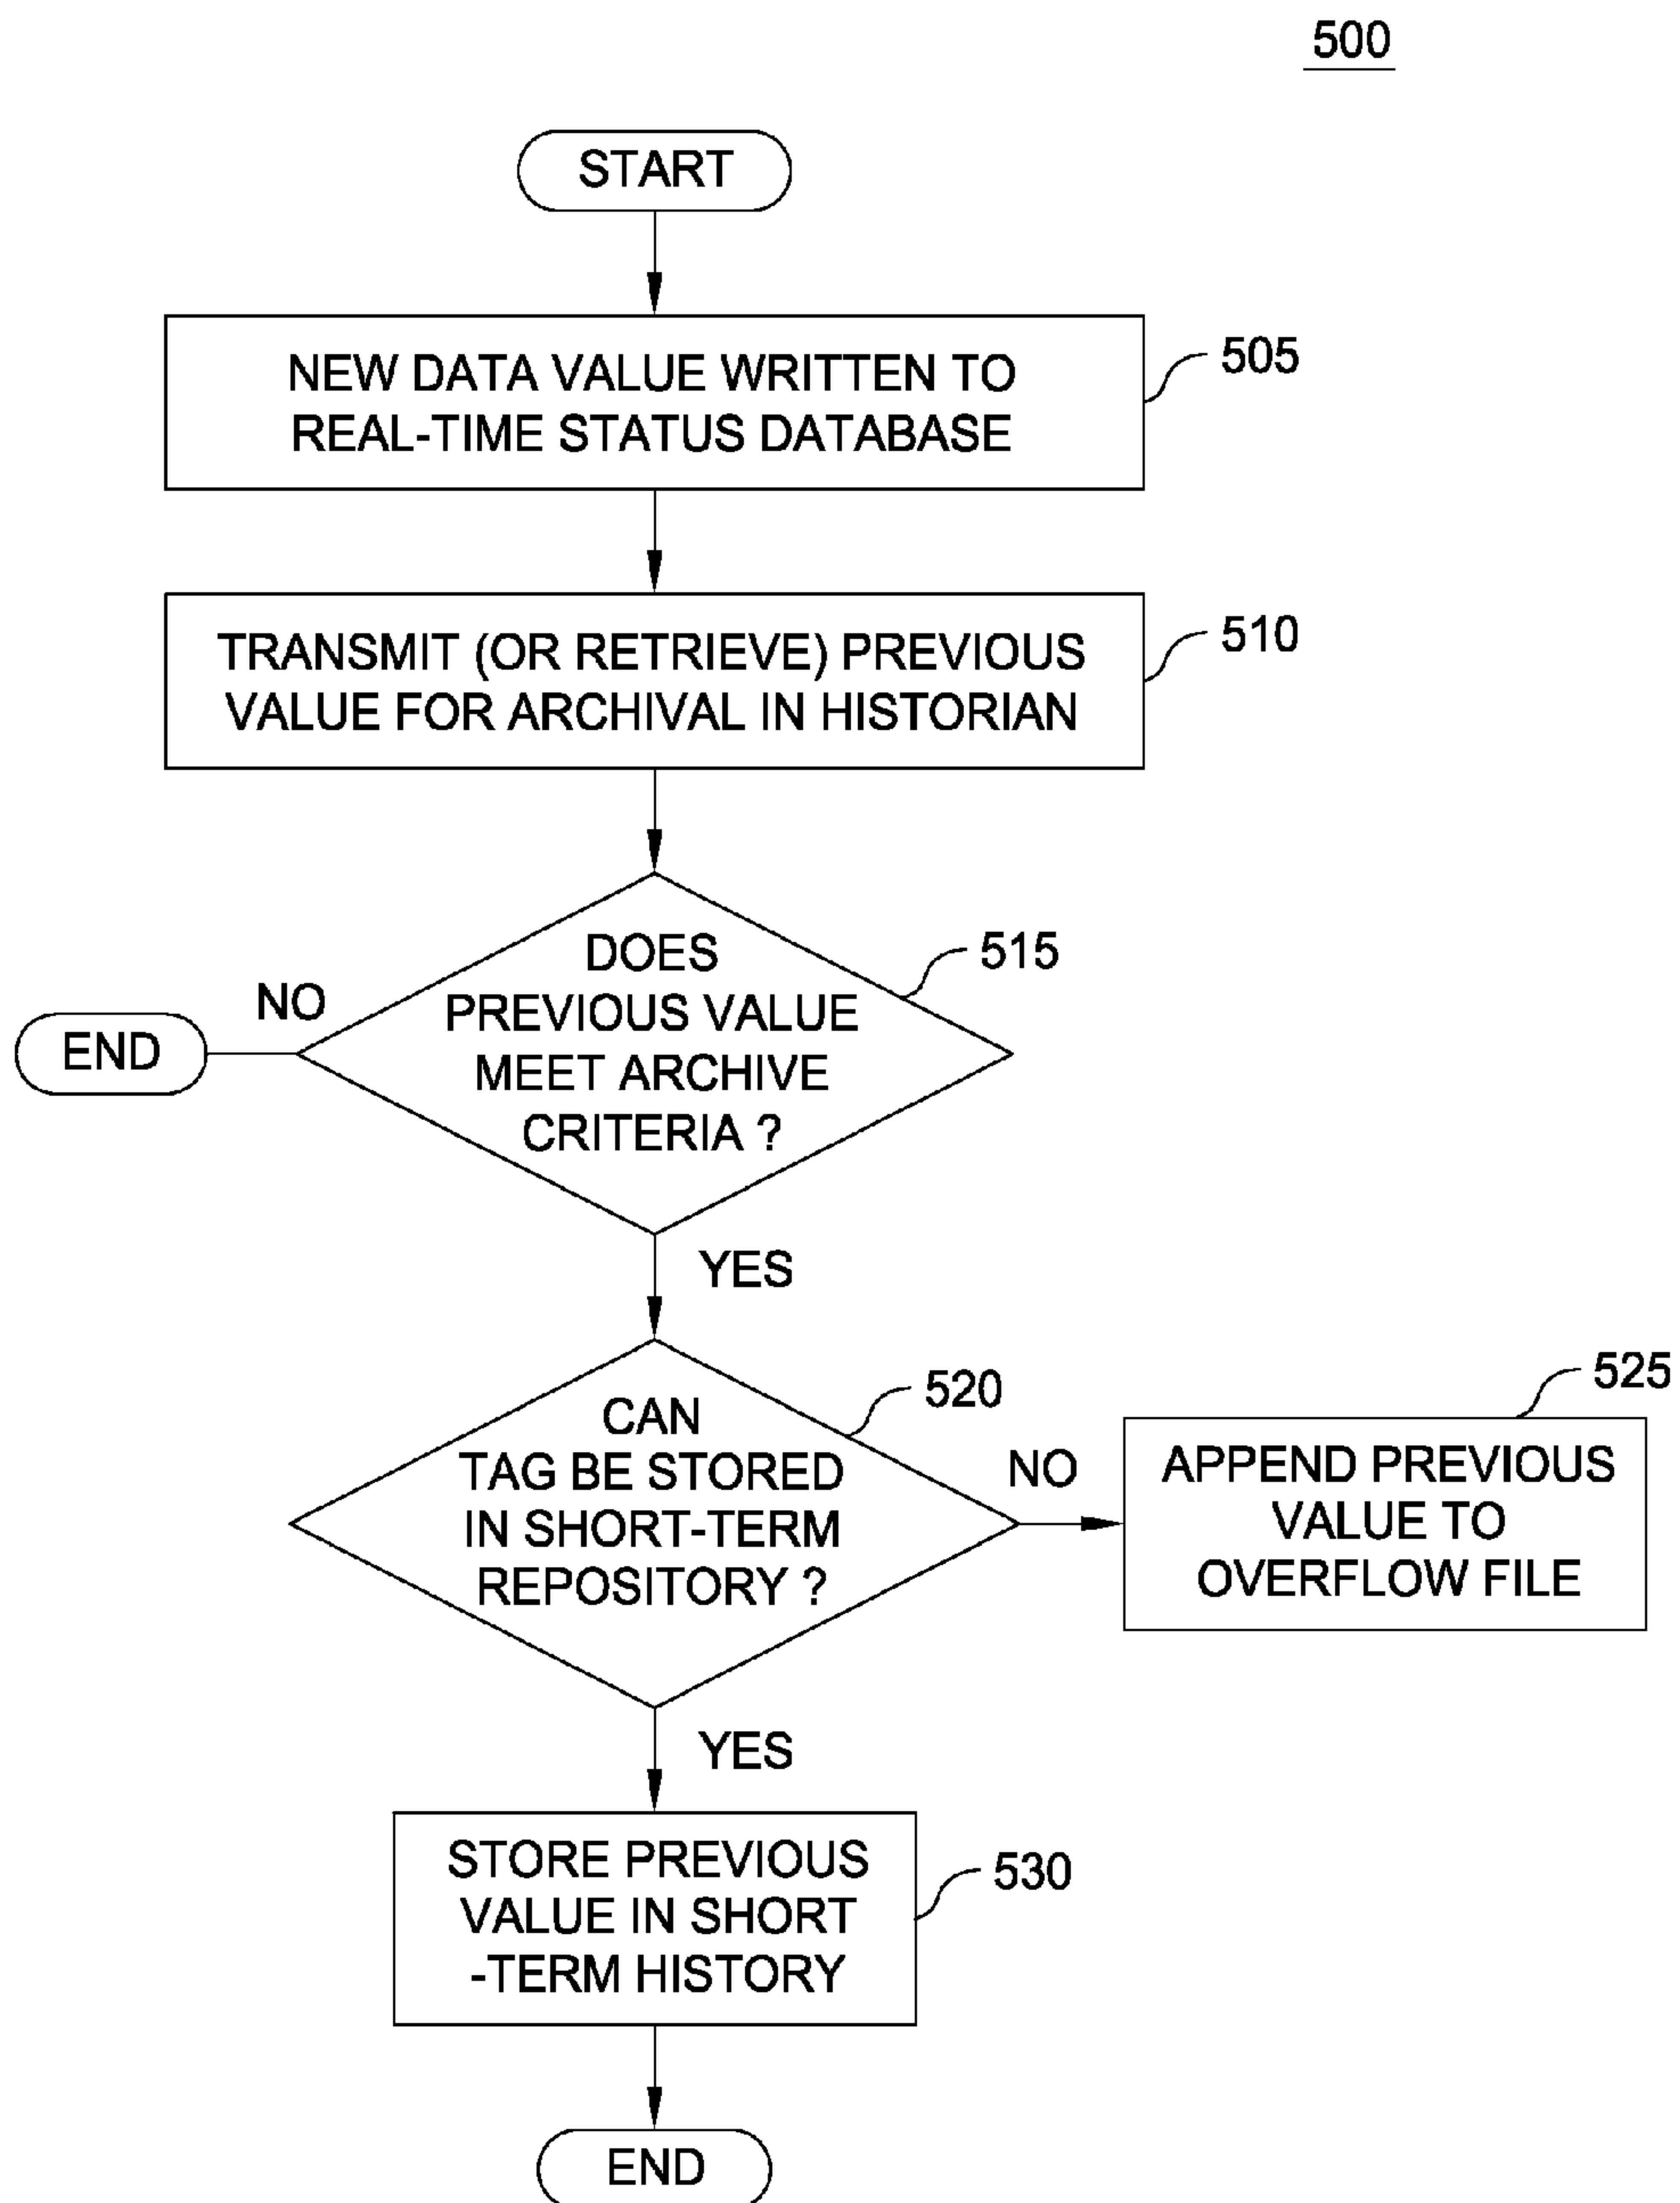 500
START
NEW DATA VALUE WRITTEN TO
REAL-TIME STATUS DATABASE
505
TRANSMIT (OR RETRIEVE) PREVIOUS
VALUE FOR ARCHIVAL IN HISTORIAN
510
DOES
PREVIOUS VALUE
MEET ARCHIVE
CRITERIA ?
515
NO
END
YES
CAN
TAG BE STORED
IN SHORT-TERM
REPOSITORY ?
520
NO
APPEND PREVIOUS
VALUE TO
OVERFLOW FILE
525
YES
STORE PREVIOUS
VALUE IN SHORT
-TERM HISTORY
530
END